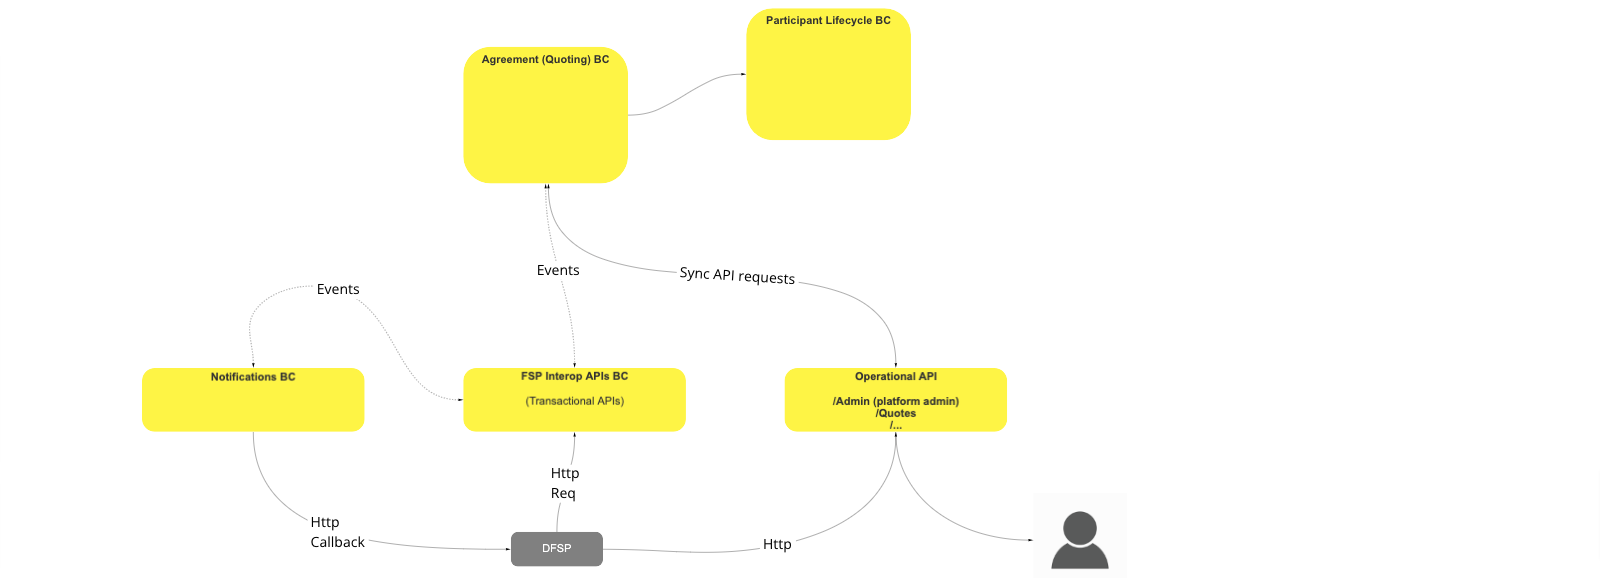 Participant Lifecycle BC
Agreement (Quoting) BC
Events
Sync API requests
Events
Notifications BC
FSP Interop APIs BC
(Transactional APIs)
Operational API
/Admin (platform admin)
/Quotes
/...
Http
Req
Http
Callback
DFSP
Http